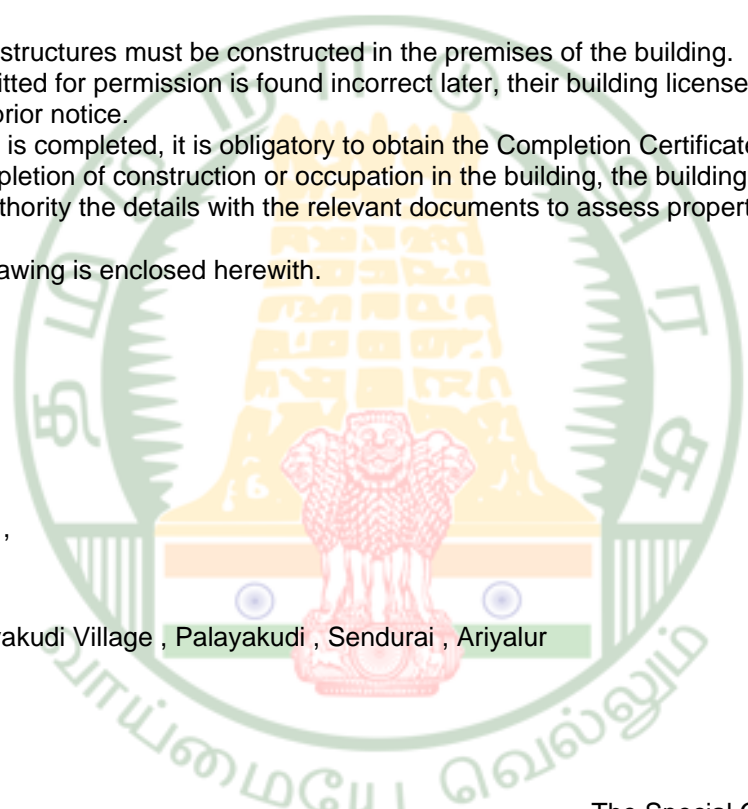 structures must be constructed in the premises of the building.
itted for permission is found incorrect later, their building license
prior notice.
is completed, it is obligatory to obtain the Completion Certificate
pletion of construction or occupation in the building, the building
thority the details with the relevant documents to assess propert
awing is enclosed herewith.
,
akudi Village , Palayakudi , Sendurai , Ariyalur
வாய்மையே வெல்லும்
The Special